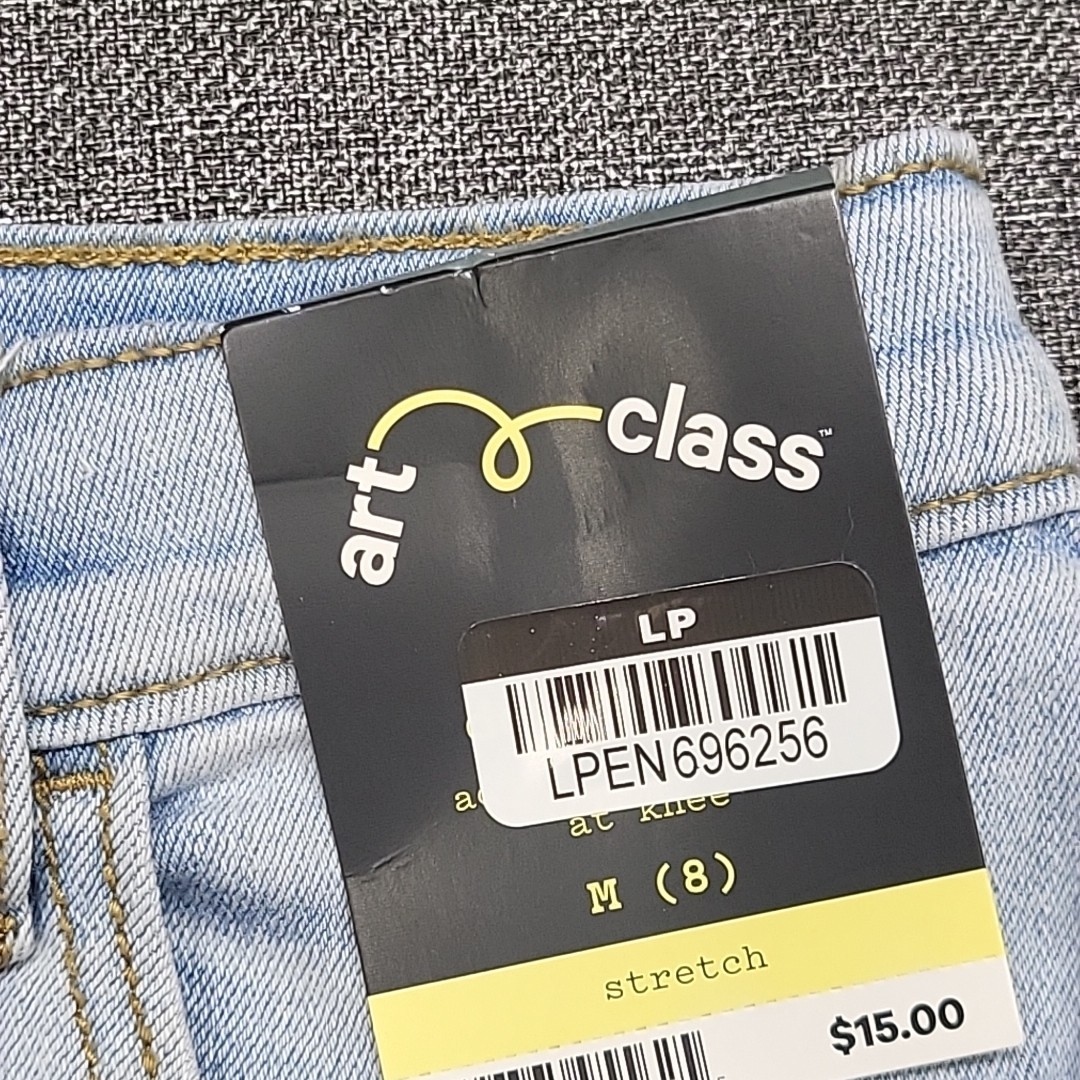 art class™
LP
LPEN696256
at knee
M (8)
stretch
$15.00